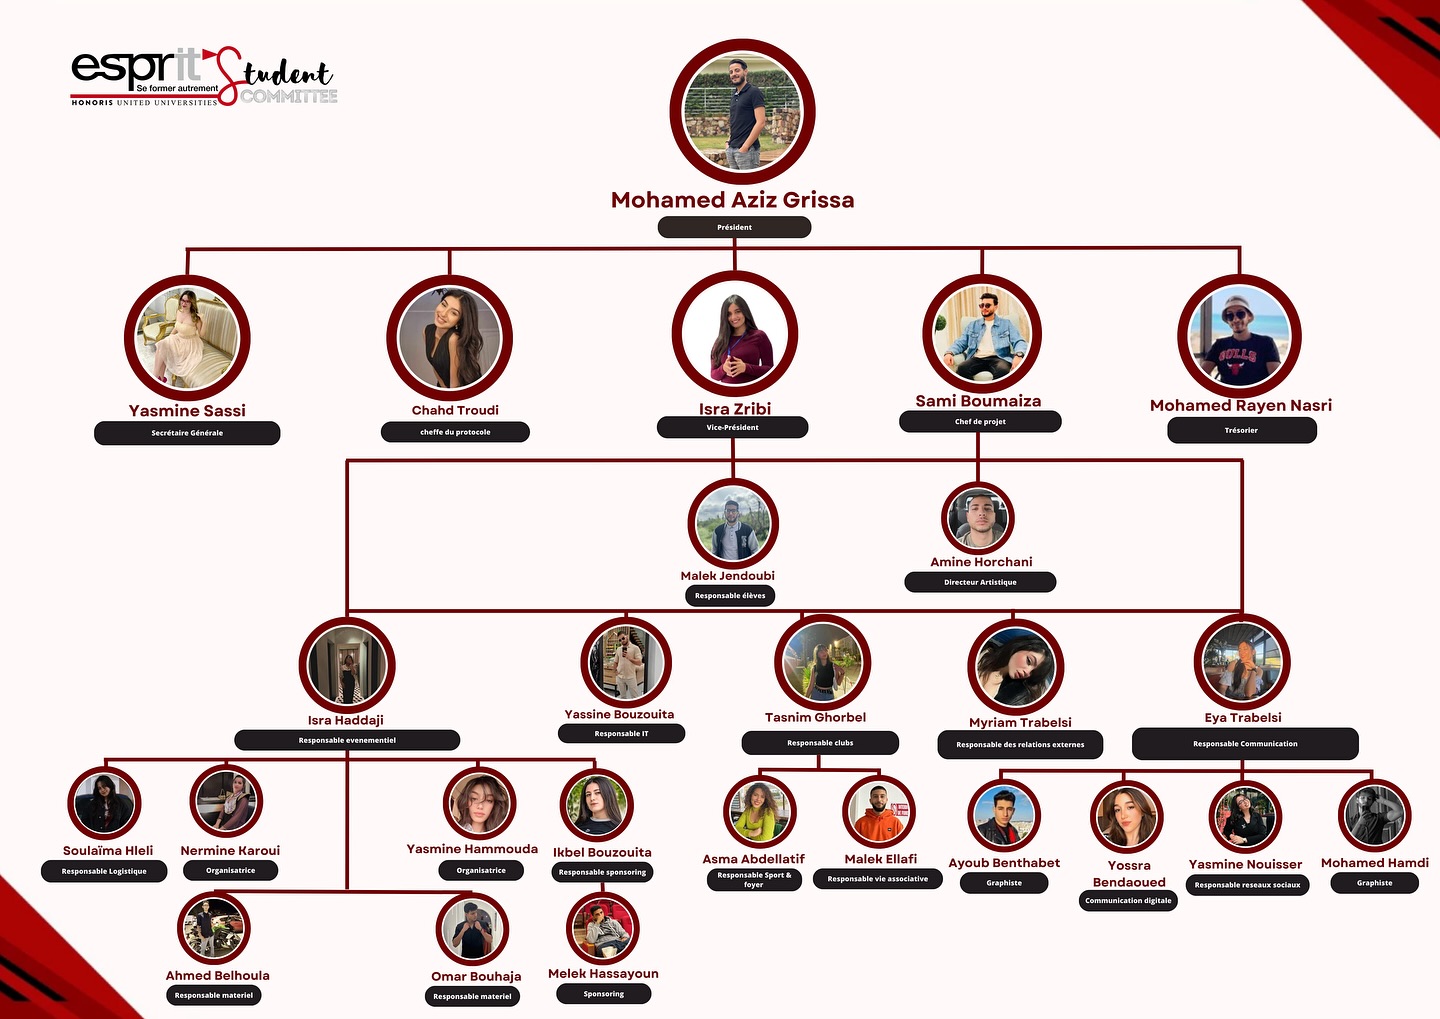 esprit Student
Se former autrement
COMMITTEE
HONORIS UNITED UNIVERSITIES
Mohamed Aziz Grissa
Président
Yasmine Sassi
Secrétaire Générale
Chahd Troudi
cheffe du protocole
Isra Zribi
Vice-Président
Sami Boumaiza
Chef de projet
BULLS
Mohamed Rayen Nasri
Trésorier
Malek Jendoubi
Responsable élèves
Amine Horchani
Directeur Artistique
Isra Haddaji
Responsable evenementiel
Yassine Bouzouita
Responsable IT
Tasnim Ghorbel
Responsable clubs
Myriam Trabelsi
Responsable des relations externes
Eya Trabelsi
Responsable Communication
Soulaïma Hleli
Responsable Logistique
Nermine Karoui
Organisatrice
Yasmine Hammouda
Organisatrice
Ikbel Bouzouita
Responsable sponsoring
Asma Abdellatif
Responsable Sport &
foyer
Malek Ellafi
Responsable vie associative
Ayoub Benthabet
Graphiste
Yossra
Bendaoued
Communication digitale
Yasmine Nouisser
Responsable reseaux sociaux
Mohamed Hamdi
Graphiste
Ahmed Belhoula
Responsable materiel
Omar Bouhaja
Responsable materiel
Melek Hassayoun
Sponsoring